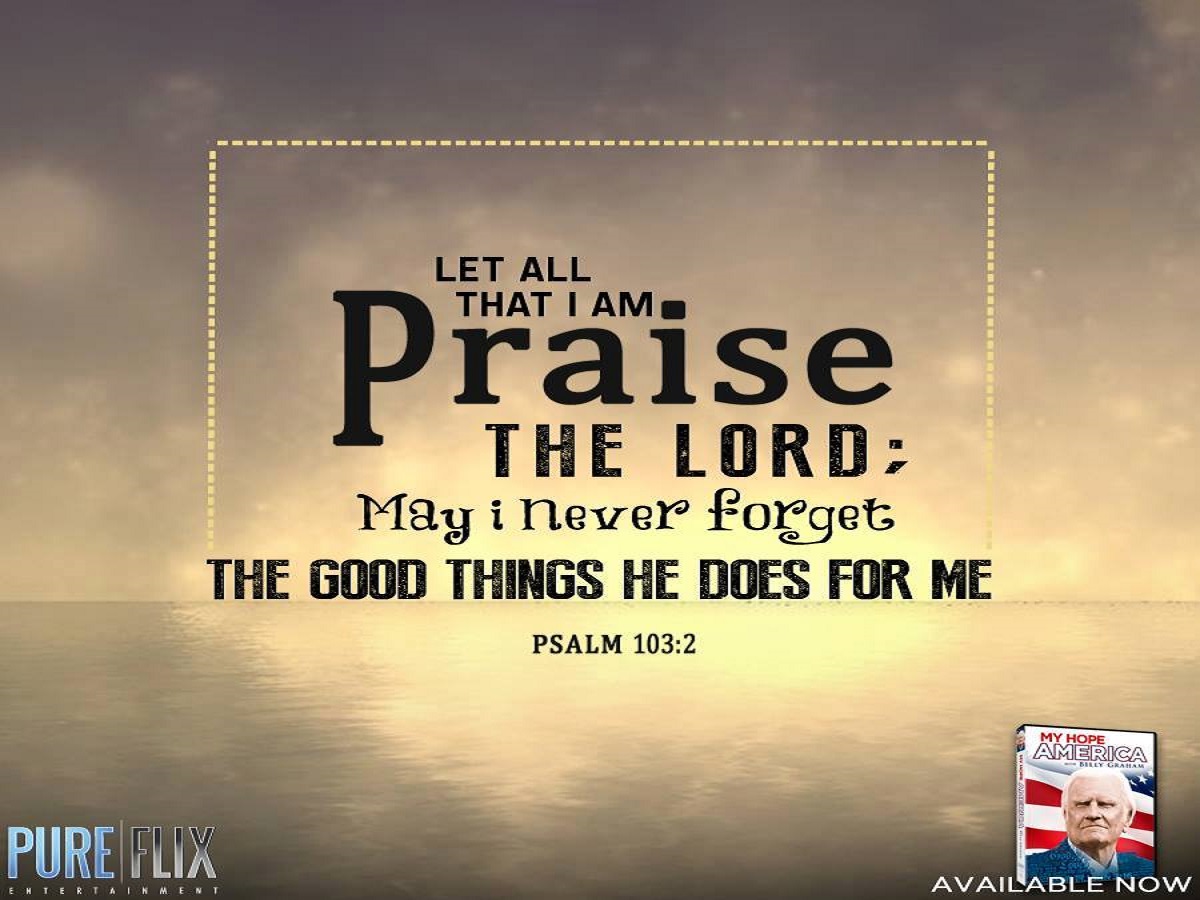 LET ALL
THAT I AM
Praise
THE LORD;
May i never forget
THE GOOD THINGS HE DOES FOR ME
PSALM 103:2
MY HOPE
AMERICA
WITH BILLY GRAHAM
PURE FLIX
ENTERTAINMENT
AVAILABLE NOW